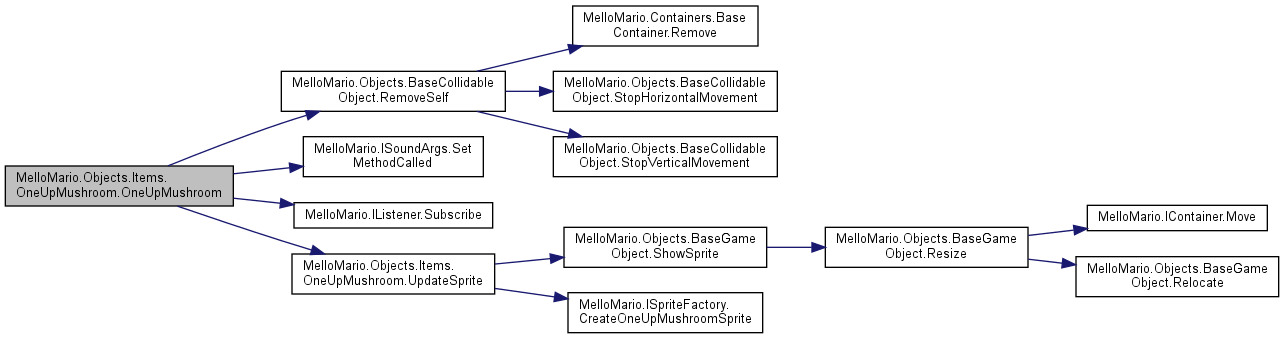 MelloMario.Objects.Items.
OneUpMushroom.OneUpMushroom
MelloMario.Objects.BaseCollidable
Object.RemoveSelf
MelloMario.Containers.Base
Container.Remove
MelloMario.Objects.BaseCollidable
Object.StopHorizontalMovement
MelloMario.Objects.BaseCollidable
Object.StopVerticalMovement
MelloMario.ISoundArgs.Set
MethodCalled
MelloMario.IListener.Subscribe
MelloMario.Objects.Items.
OneUpMushroom.UpdateSprite
MelloMario.Objects.BaseGame
Object.ShowSprite
MelloMario.Objects.BaseGame
Object.Resize
MelloMario.IContainer.Move
MelloMario.Objects.BaseGame
Object.Relocate
MelloMario.ISpriteFactory.
CreateOneUpMushroomSprite